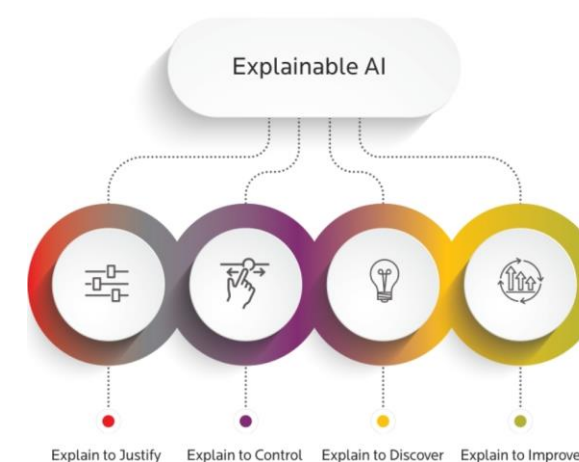 Explainable AI
Explain to Justify
Explain to Control
Explain to Discover
Explain to Improve